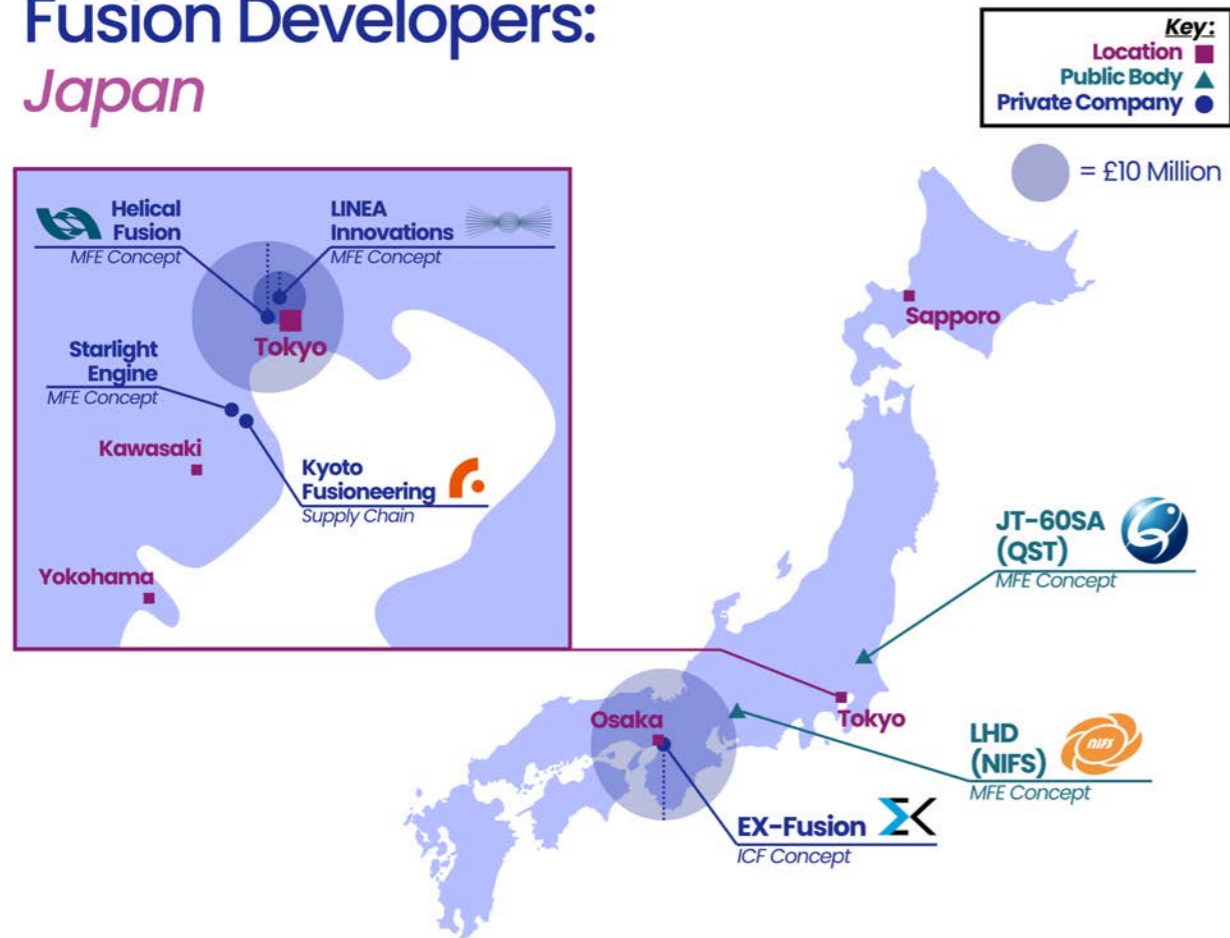 Fusion Developers:
Japan
Key:
Location
Public Body
Private Company
= £10 Million
Helical
Fusion
MFE Concept
LINEA
Innovations
MFE Concept
Tokyo
Starlight
Engine
MFE Concept
Kawasaki
Kyoto
Fusioneering
Supply Chain
Yokohama
Sapporo
JT-60SA
(QST)
MFE Concept
Osaka
Tokyo
LHD
(NIFS)
NIFS
MFE Concept
EX-Fusion
ICF Concept